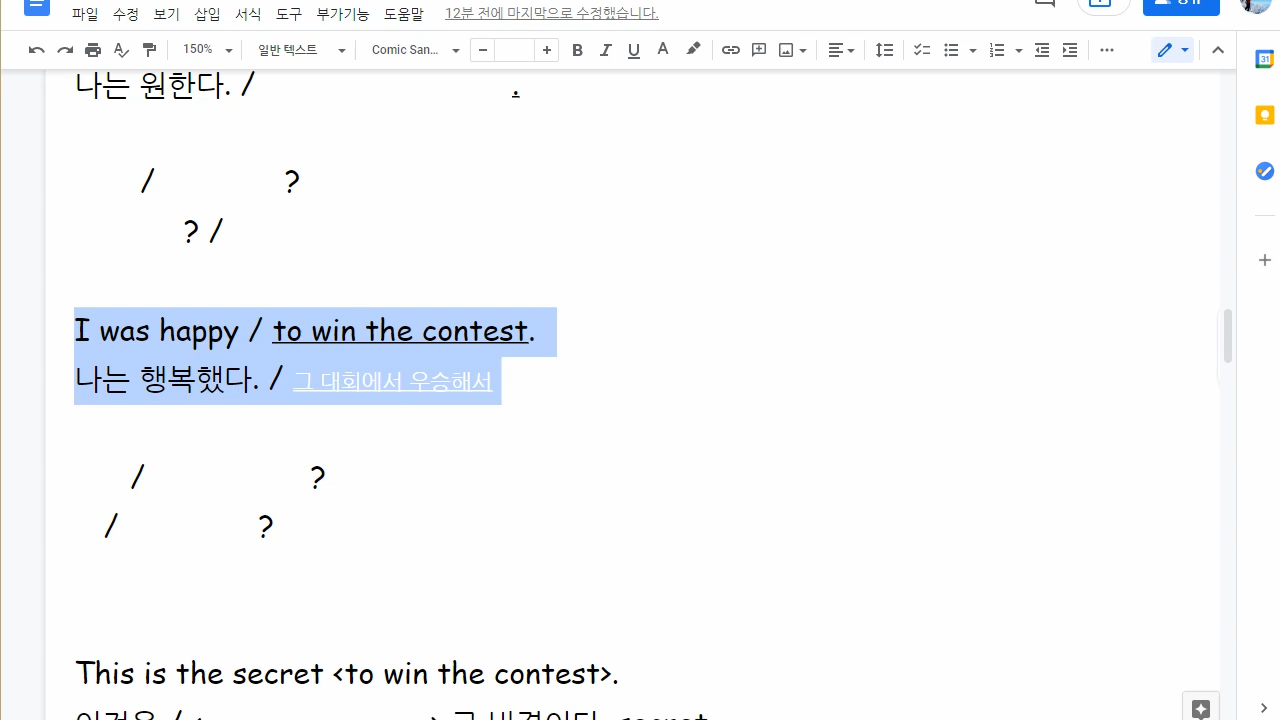 파일 수정 보기 삽입 서식 도구 부가기능 도움말 12분 전에 마지막으로 수정했습니다.
150% 일반 텍스트 Comic San... − + B I U A
31
나는 원한다. / .
/ ?
? /
I was happy / to win the contest.
나는 행복했다. / 그 대회에서 우승해서
/ ?
/ ?
This is the secret <to win the contest>.